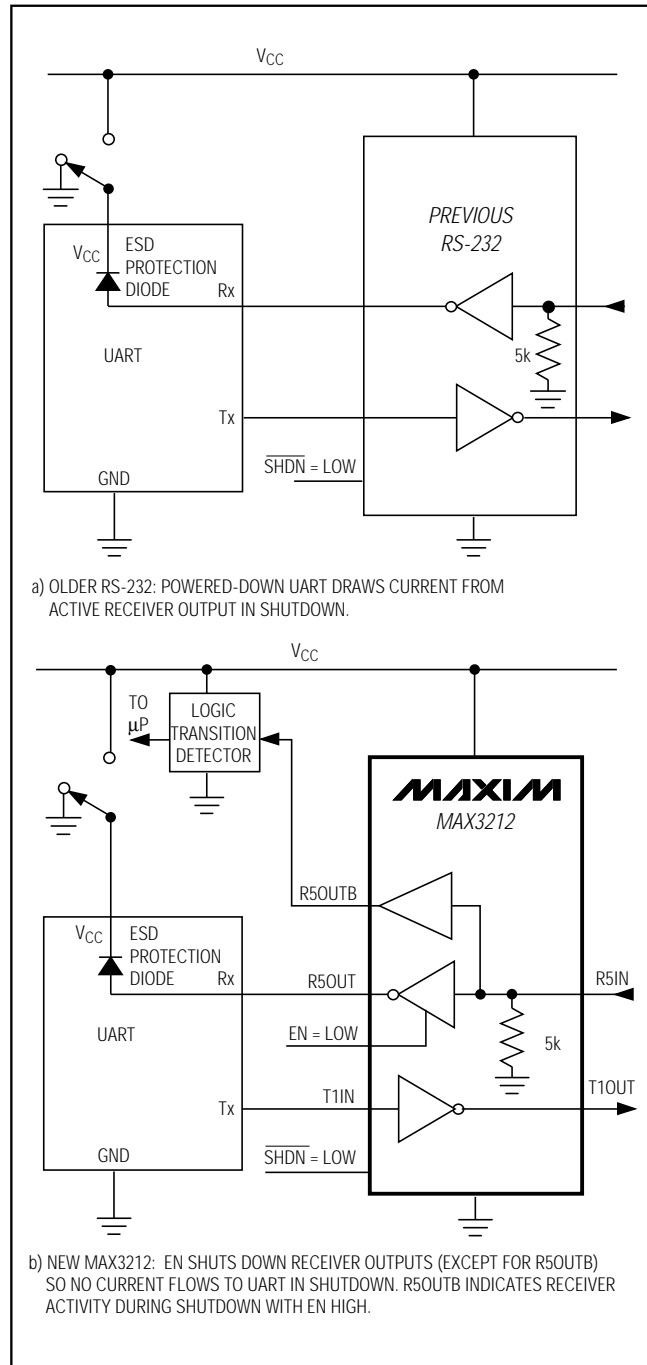 VCC
PREVIOUS
RS-232
VCC
ESD
PROTECTION
DIODE
Rx
5k
UART
Tx
SHDN = LOW
GND
a) OLDER RS-232: POWERED-DOWN UART DRAWS CURRENT FROM
ACTIVE RECEIVER OUTPUT IN SHUTDOWN.
VCC
TO
μP
LOGIC
TRANSITION
DETECTOR
MAXIM
MAX3212
R5OUTB
VCC
ESD
PROTECTION
DIODE
Rx
R5OUT
R5IN
UART
EN = LOW
5k
Tx
T1IN
T1OUT
GND
SHDN = LOW
b) NEW MAX3212: EN SHUTS DOWN RECEIVER OUTPUTS (EXCEPT FOR R5OUTB)
SO NO CURRENT FLOWS TO UART IN SHUTDOWN. R5OUTB INDICATES RECEIVER
ACTIVITY DURING SHUTDOWN WITH EN HIGH.